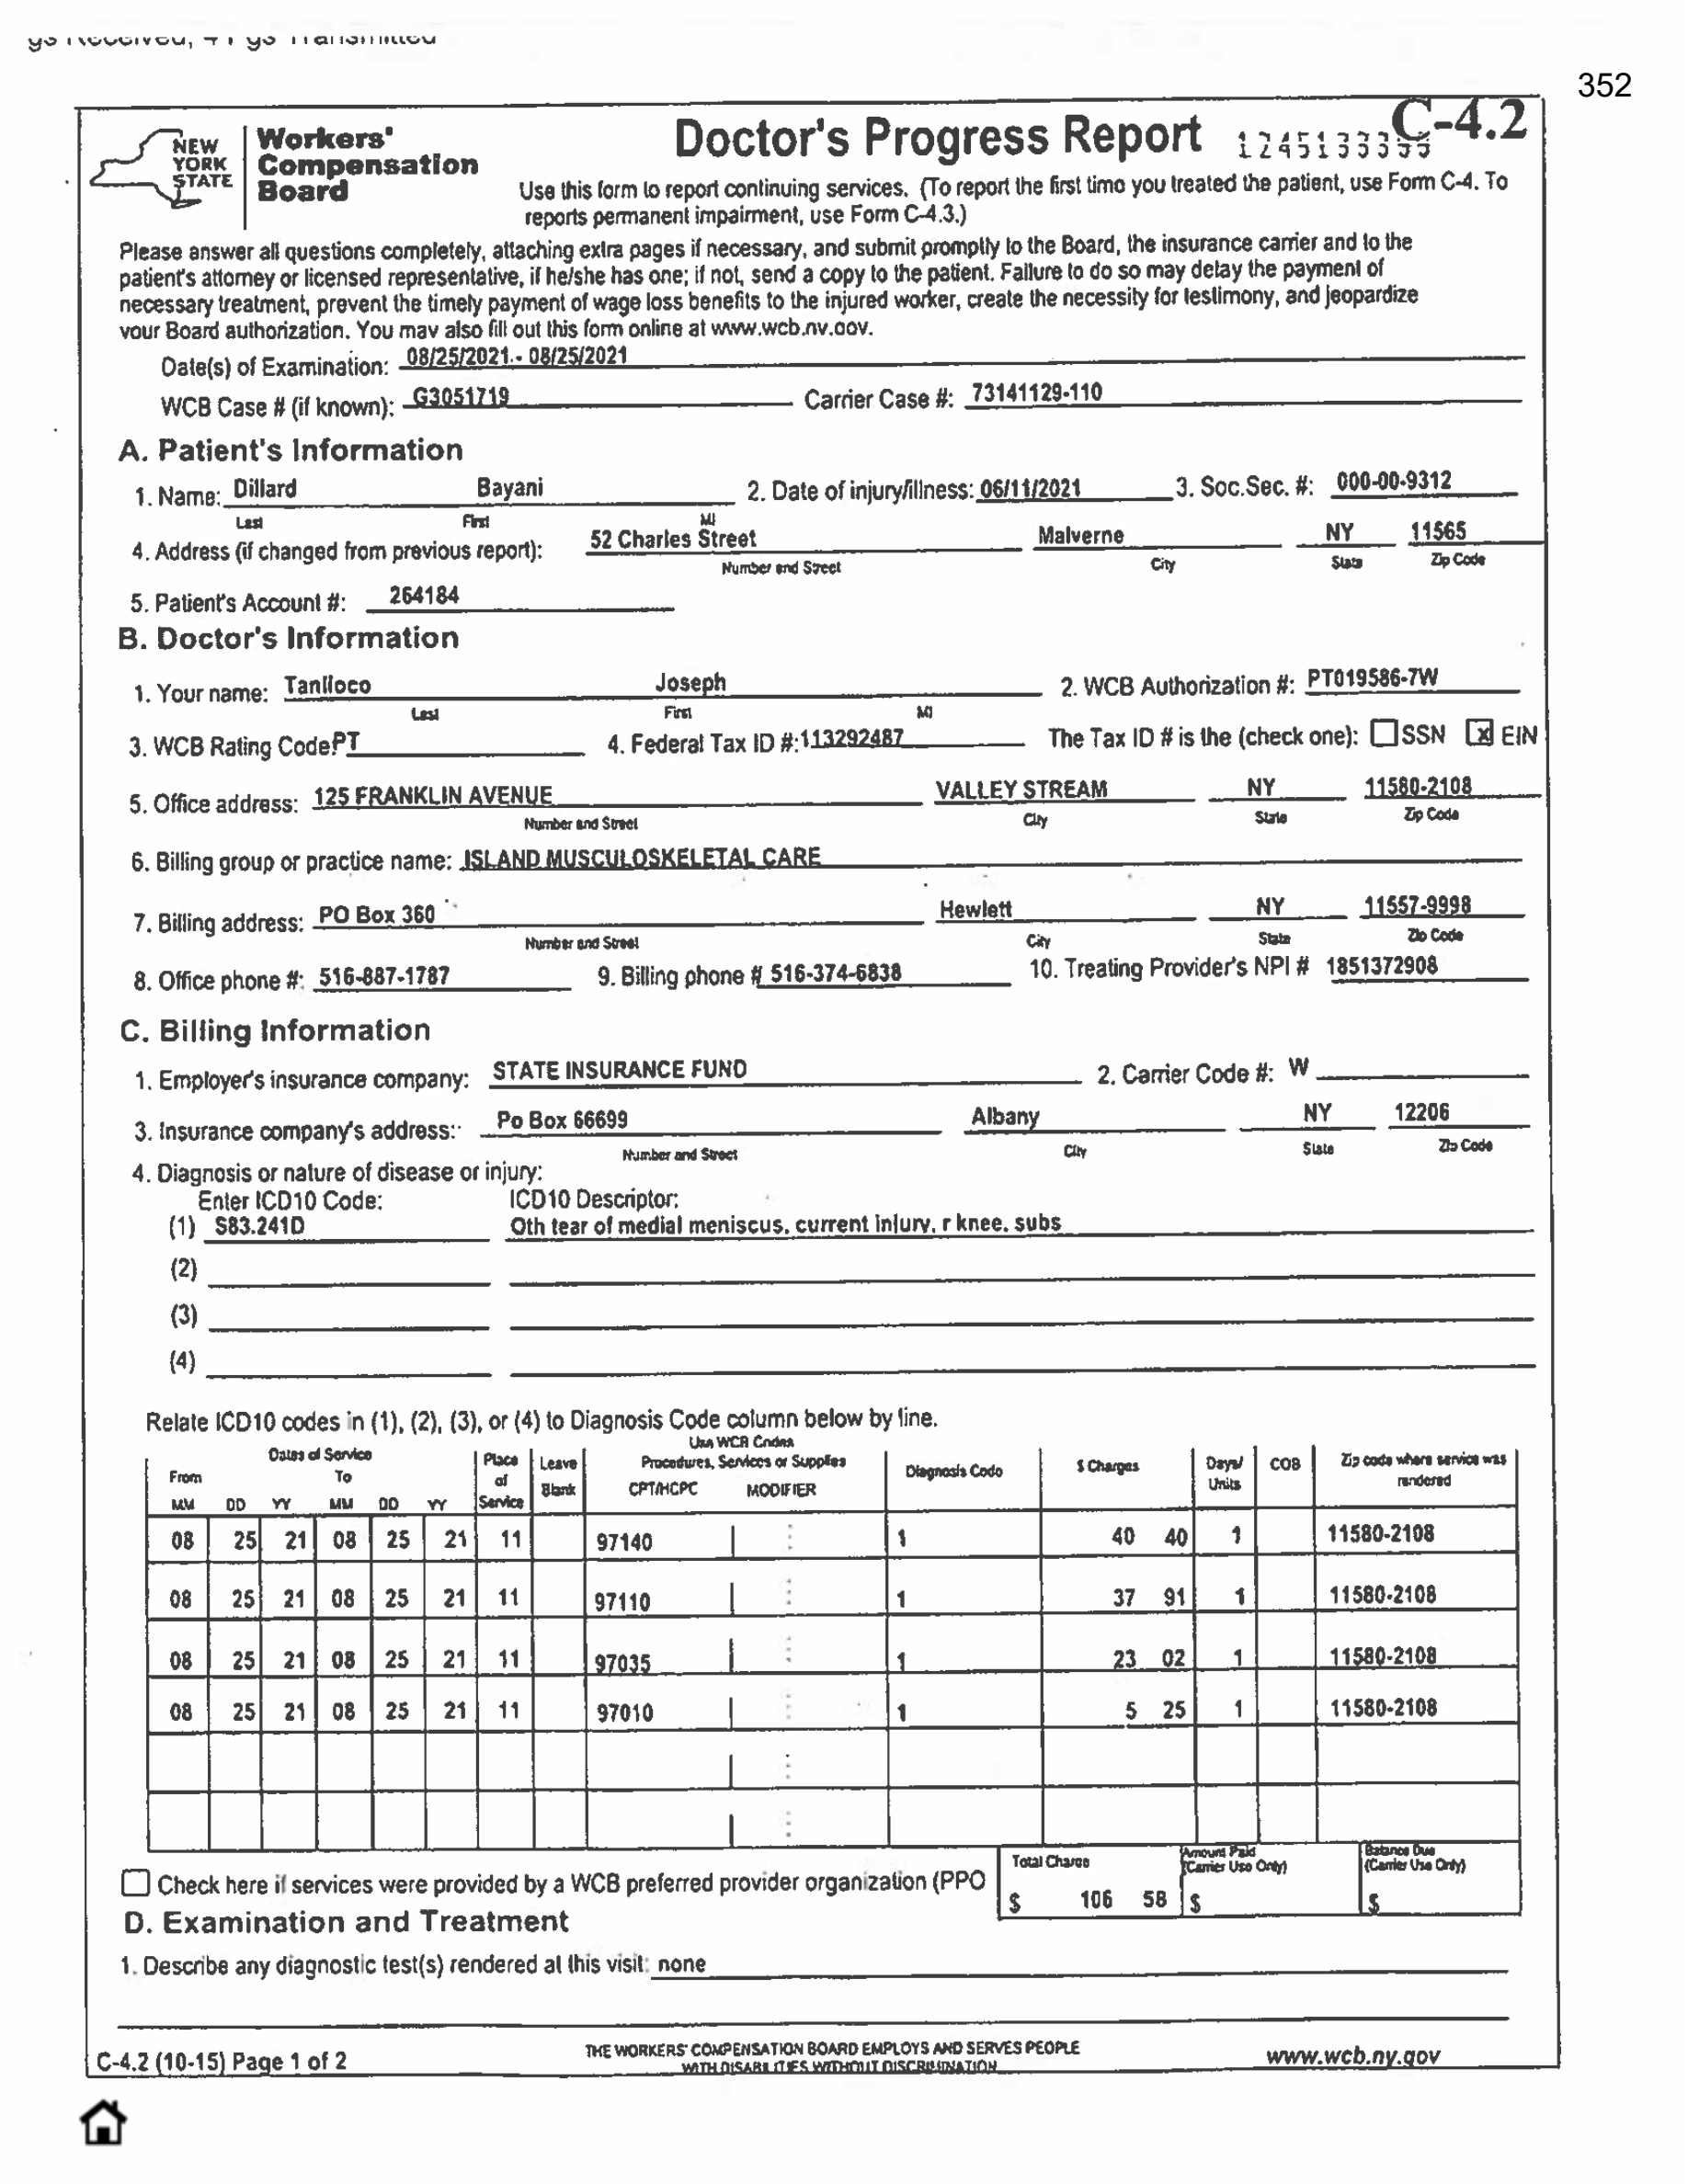 352
C-4.2
NEW YORK STATE
Workers' Compensation Board
Doctor's Progress Report
Use this form to report continuing services. (To report the first time you treated the patient, use Form C-4. To
reports permanent impairment, use Form C-4.3.)
Please answer all questions completely, attaching extra pages if necessary, and submit promptly to the Board, the insurance carrier and to the
patient's attorney or licensed representative, if he/she has one; if not, send a copy to the patient. Failure to do so may delay the payment of
necessary treatment, prevent the timely payment of wage loss benefits to the injured worker, create the necessity for testimony, and jeopardize
your Board authorization. You may also fill out this form online at www.wcb.ny.gov.
Date(s) of Examination: 08/25/2021.- 08/25/2021
WCB Case # (if known): G3051719 Carrier Case #: 73141129-110
A. Patient's Information
1. Name: Dillard Bayani 2. Date of injury/illness: 06/11/2021 3. Soc.Sec. #: 000-00-9312
Last First MI
4. Address (if changed from previous report): 52 Charles Street Malverne NY 11565
Number and Street City State Zip Code
5. Patient's Account #: 264184
B. Doctor's Information
1. Your name: Tanlioco Joseph 2. WCB Authorization #: PT019586-7W
Last First MI
3. WCB Rating Code PT 4. Federal Tax ID #: 113292487 The Tax ID # is the (check one): SSN x EIN
5. Office address: 125 FRANKLIN AVENUE VALLEY STREAM NY 11580-2108
Number and Street City State Zip Code
6. Billing group or practice name: ISLAND MUSCULOSKELETAL CARE
7. Billing address: PO Box 360 Hewlett NY 11557-9998
Number and Street City State Zip Code
8. Office phone #: 516-887-1787 9. Billing phone # 516-374-6838 10. Treating Provider's NPI # 1851372908
C. Billing Information
1. Employer's insurance company: STATE INSURANCE FUND 2. Carrier Code #: W
3. Insurance company's address: Po Box 66699 Albany NY 12206
Number and Street City State Zip Code
4. Diagnosis or nature of disease or injury:
Enter ICD10 Code: ICD10 Descriptor:
(1) S83.241D Oth tear of medial meniscus, current injury, r knee, subs
(2)
(3)
(4)
Relate ICD10 codes in (1), (2), (3), or (4) to Diagnosis Code column below by line.
Dates of Service From MM DD YY To MM DD YY Place of Service Leave Blank Use WCB Codes Procedures, Services or Supplies CPT/HCPC MODIFIER Diagnosis Code $ Charges Days/ Units COB Zip code where service was rendered
08 25 21 08 25 21 11 97140 1 40 40 1 11580-2108
08 25 21 08 25 21 11 97110 1 37 91 1 11580-2108
08 25 21 08 25 21 11 97035 1 23 02 1 11580-2108
08 25 21 08 25 21 11 97010 1 5 25 1 11580-2108
Check here if services were provided by a WCB preferred provider organization (PPO
Total Charge $ 106 58 Amount Paid (Carrier Use Only) $ Balance Due (Carrier Use Only) $
D. Examination and Treatment
1. Describe any diagnostic test(s) rendered at this visit: none
C-4.2 (10-15) Page 1 of 2
THE WORKERS' COMPENSATION BOARD EMPLOYS AND SERVES PEOPLE
WITH DISABILITIES WITHOUT DISCRIMINATION
www.wcb.ny.gov